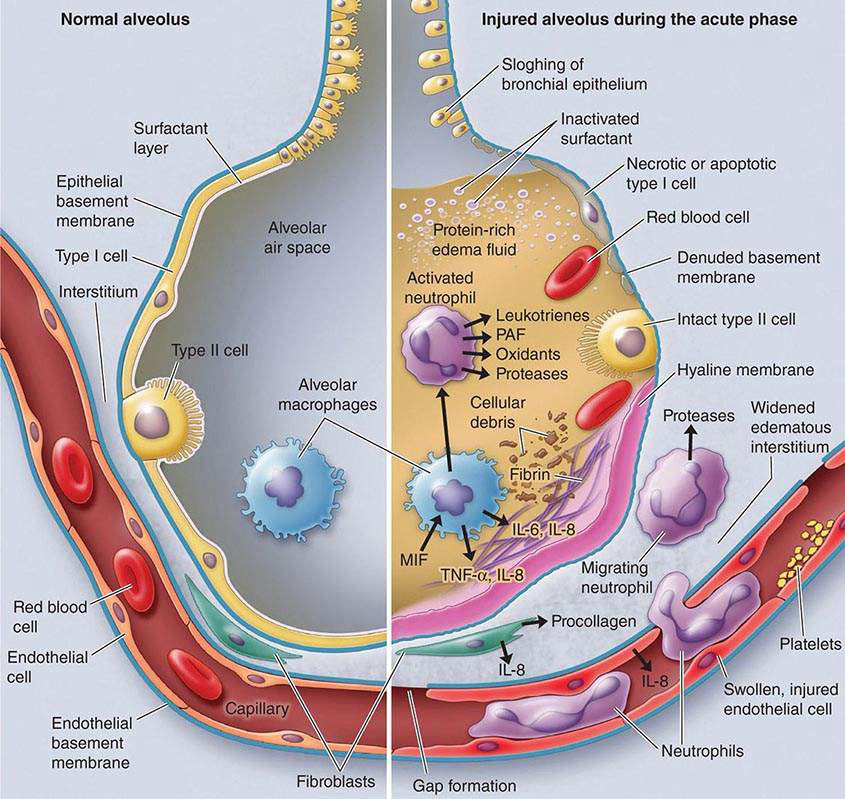 Normal alveolus
Injured alveolus during the acute phase
Surfactant
layer
Epithelial
basement
membrane
Type I cell
Interstitium
Type II cell
Alveolar
air space
Alveolar
macrophages
Red blood
cell
Endothelial
cell
Endothelial
basement
membrane
Capillary
Fibroblasts
Sloghing of
bronchial epithelium
Inactivated
surfactant
Necrotic or apoptotic
type I cell
Red blood cell
Protein-rich
edema fluid
Denuded basement
membrane
Activated
neutrophil
Leukotrienes
PAF
Oxidants
Proteases
Intact type II cell
Hyaline membrane
Cellular
debris
Proteases
Widened
edematous
interstitium
Fibrin
IL-6, IL-8
MIF
TNF-α, IL-8
Migrating
neutrophil
Procollagen
IL-8
IL-8
Platelets
Swollen, injured
endothelial cell
Neutrophils
Gap formation